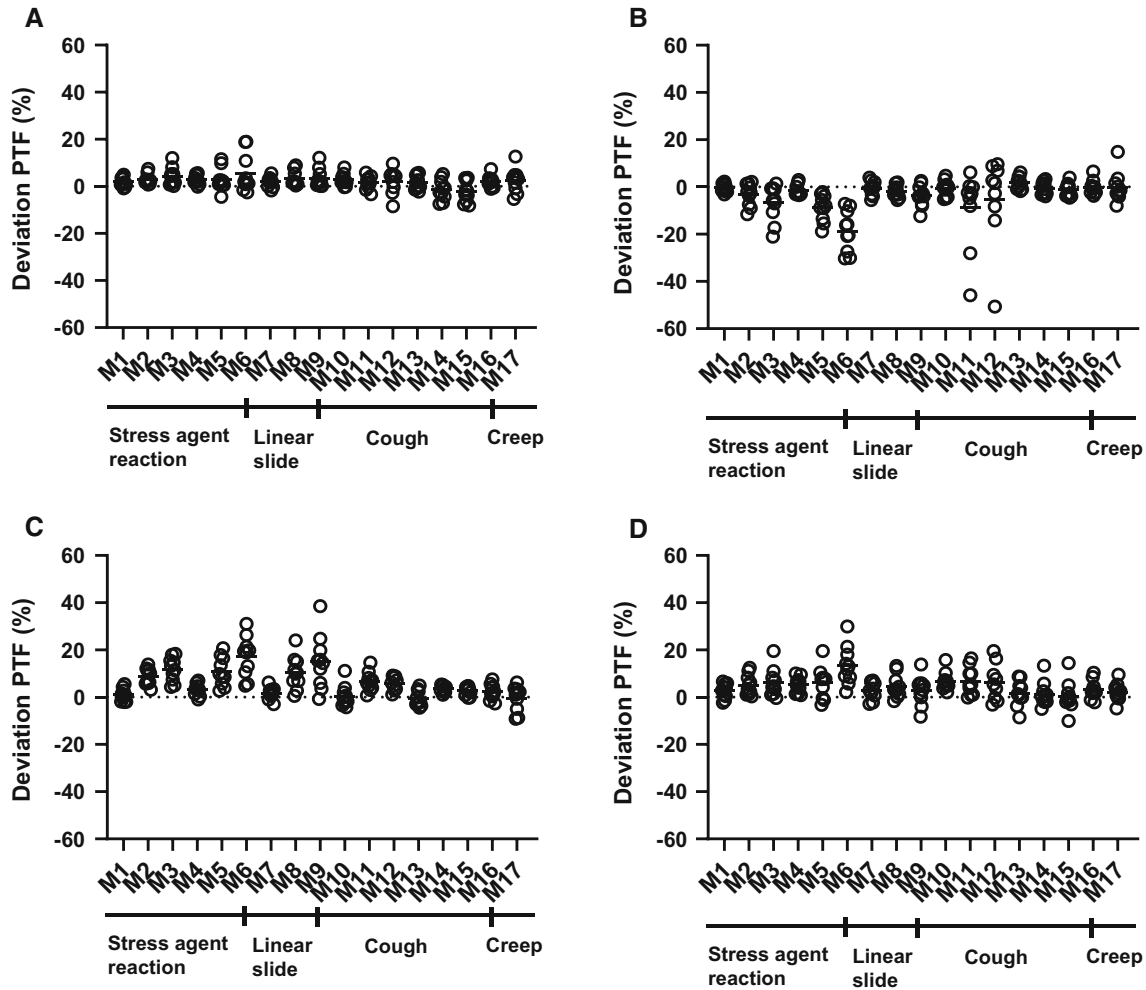 A
Deviation PTF (%)
60
40
20
0
-20
-40
-60
M1 M2 M3 M4 M5 M6 M7 M8 M9 M10 M11 M12 M13 M14 M15 M16 M17
Stress agent
reaction
Linear
slide
Cough
Creep
B
Deviation PTF (%)
60
40
20
0
-20
-40
-60
M1 M2 M3 M4 M5 M6 M7 M8 M9 M10 M11 M12 M13 M14 M15 M16 M17
Stress agent
reaction
Linear
slide
Cough
Creep
C
Deviation PTF (%)
60
40
20
0
-20
-40
-60
M1 M2 M3 M4 M5 M6 M7 M8 M9 M10 M11 M12 M13 M14 M15 M16 M17
Stress agent
reaction
Linear
slide
Cough
Creep
D
Deviation PTF (%)
60
40
20
0
-20
-40
-60
M1 M2 M3 M4 M5 M6 M7 M8 M9 M10 M11 M12 M13 M14 M15 M16 M17
Stress agent
reaction
Linear
slide
Cough
Creep